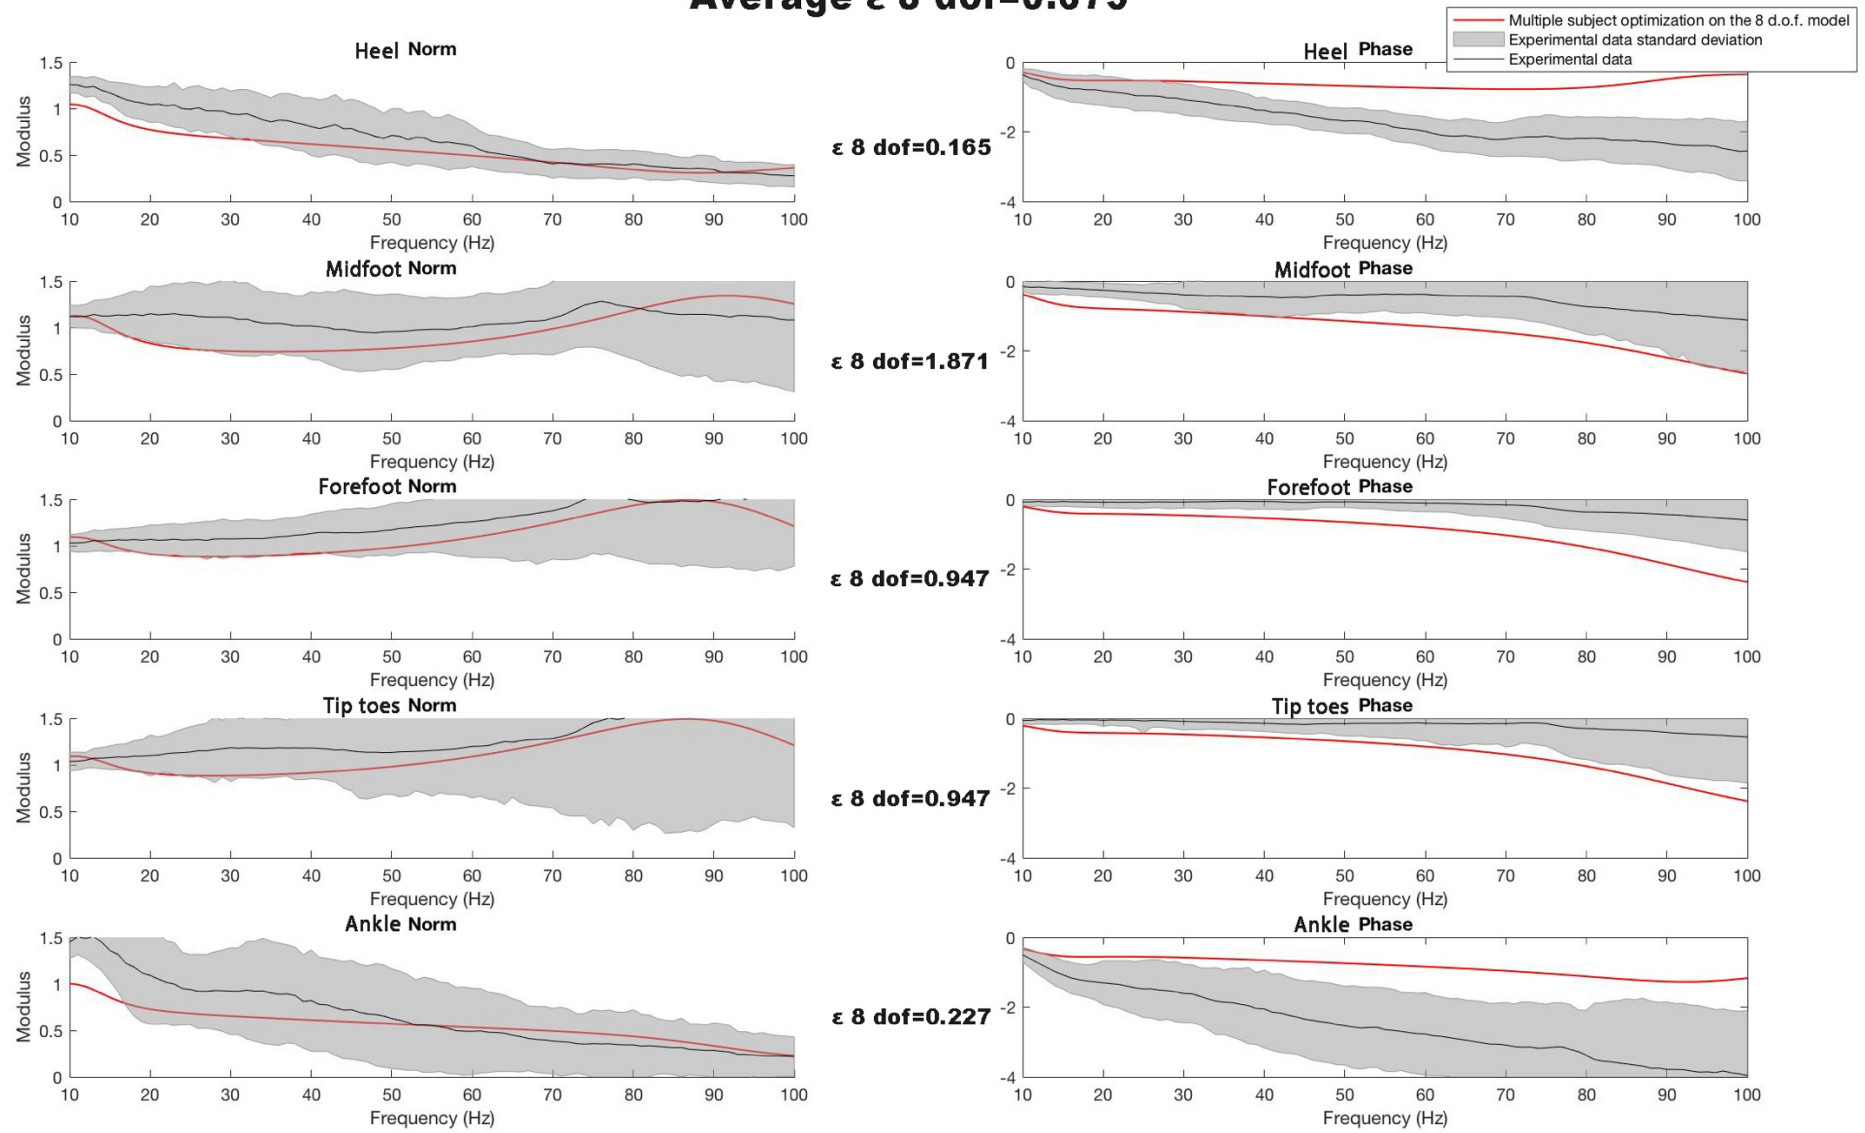 Average ε 8
Multiple subject optimization on the 8 d.o.f. model
Experimental data standard deviation
Experimental data
Heel Norm
1.5
1
0.5
0
Modulus
10 20 30 40 50 60 70 80 90 100
Frequency (Hz)
ε 8 dof=0.165
Heel Phase
0
-2
-4
10 20 30 40 50 60 70 80 90 100
Frequency (Hz)
Midfoot Norm
1.5
1
0.5
0
Modulus
10 20 30 40 50 60 70 80 90 100
Frequency (Hz)
ε 8 dof=1.871
Midfoot Phase
0
-2
-4
10 20 30 40 50 60 70 80 90 100
Frequency (Hz)
Forefoot Norm
1.5
1
0.5
0
Modulus
10 20 30 40 50 60 70 80 90 100
Frequency (Hz)
ε 8 dof=0.947
Forefoot Phase
0
-2
-4
10 20 30 40 50 60 70 80 90 100
Frequency (Hz)
Tip toes Norm
1.5
1
0.5
0
Modulus
10 20 30 40 50 60 70 80 90 100
Frequency (Hz)
ε 8 dof=0.947
Tip toes Phase
0
-2
-4
10 20 30 40 50 60 70 80 90 100
Frequency (Hz)
Ankle Norm
1.5
1
0.5
0
Modulus
10 20 30 40 50 60 70 80 90 100
Frequency (Hz)
ε 8 dof=0.227
Ankle Phase
0
-2
-4
10 20 30 40 50 60 70 80 90 100
Frequency (Hz)